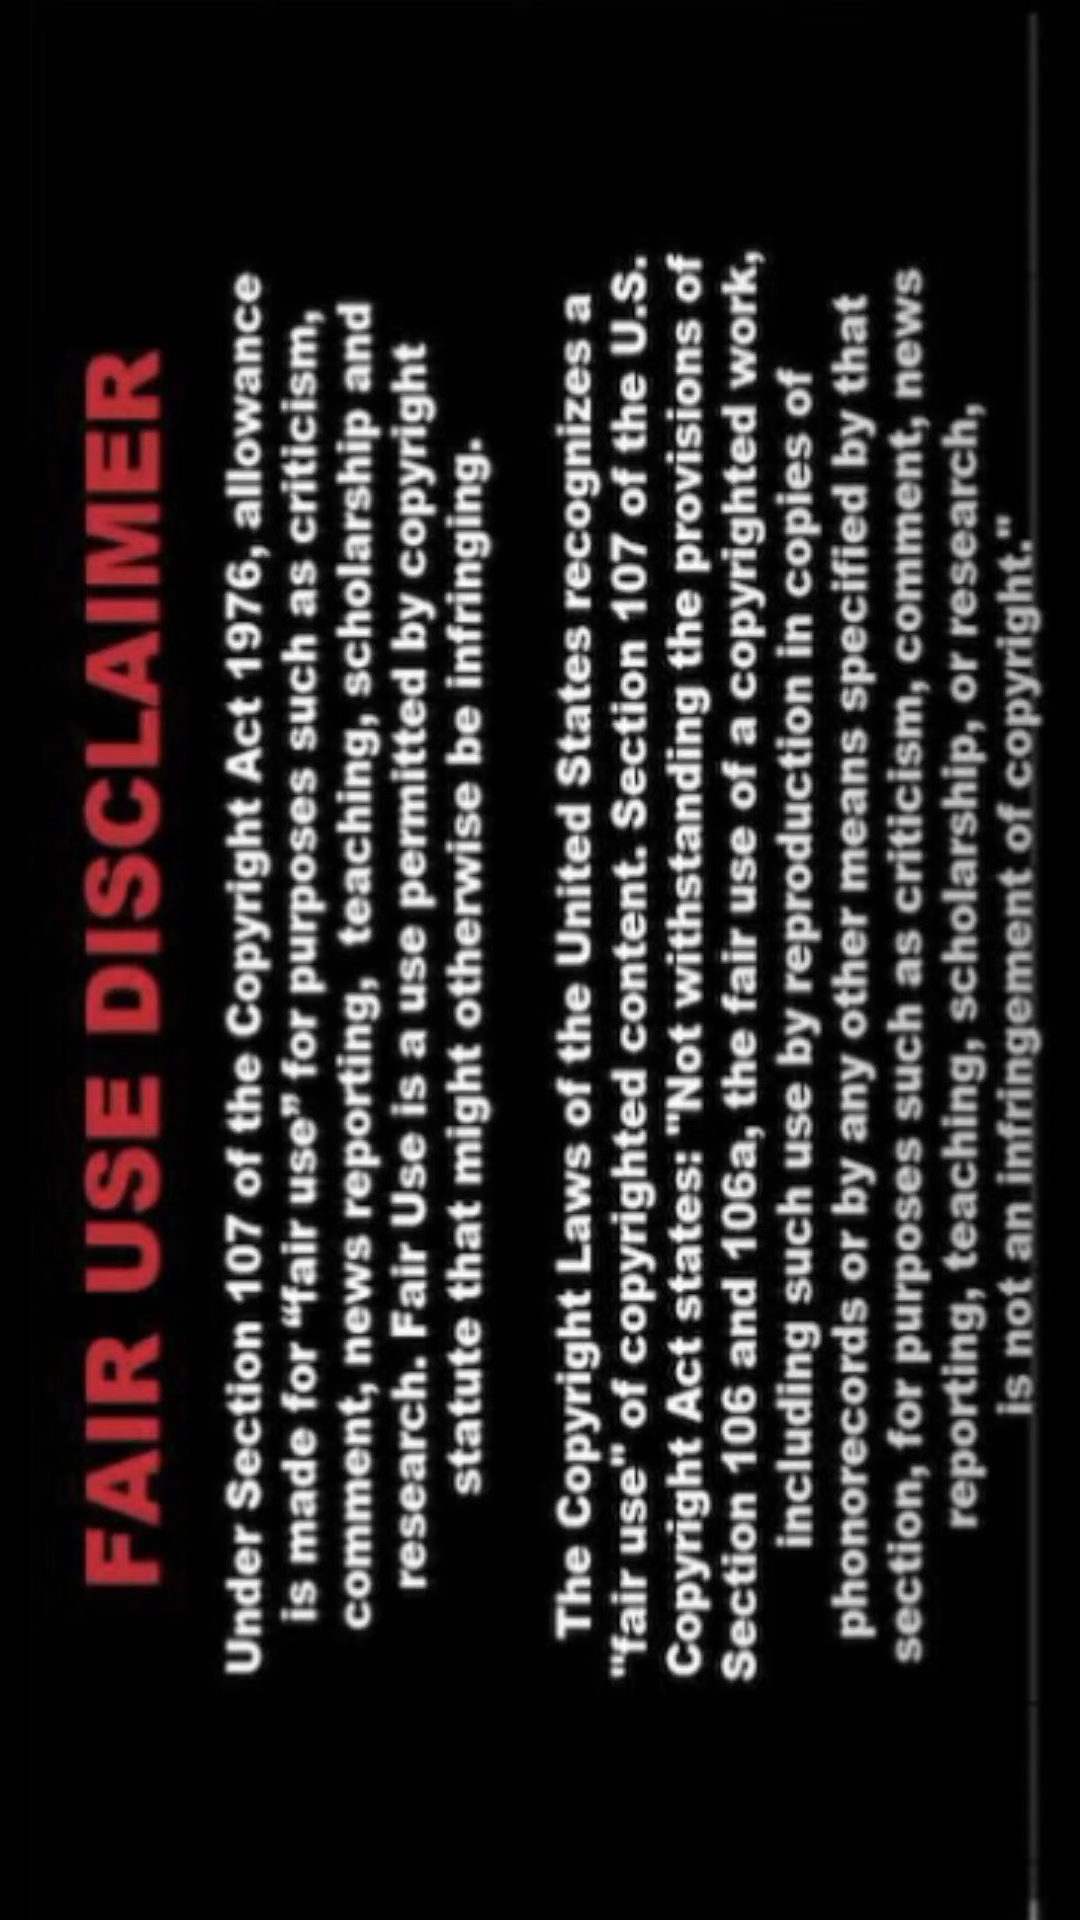 FAIR USE DISCLAIMER
Under Section 107 of the Copyright Act 1976, allowance
is made for “fair use” for purposes such as criticism,
comment, news reporting, teaching, scholarship and
research. Fair Use is a use permitted by copyright
statute that might otherwise be infringing.
The Copyright Laws of the United States recognizes a
"fair use" of copyrighted content. Section 107 of the U.S.
Copyright Act states: "Not withstanding the provisions of
Section 106 and 106a, the fair use of a copyrighted work,
including such use by reproduction in copies of
phonorecords or by any other means specified by that
section, for purposes such as criticism, comment, news
reporting, teaching, scholarship, or research,
is not an infringement of copyright."